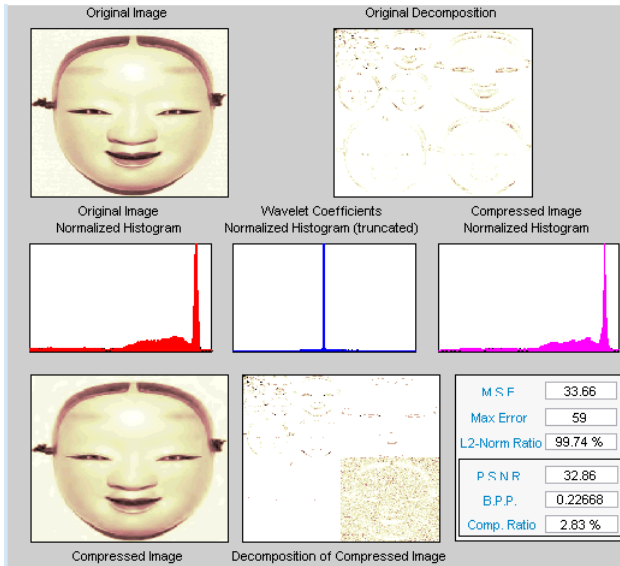 Original Image
Original Decomposition
Original Image
Normalized Histogram
Wavelet Coefficients
Normalized Histogram (truncated)
Compressed Image
Normalized Histogram
M.S.E.
33.66
Max Error
59
L2-Norm Ratio
99.74 %
P.S.N.R.
32.86
B.P.P.
0.22668
Comp. Ratio
2.83 %
Compressed Image
Decomposition of Compressed Image